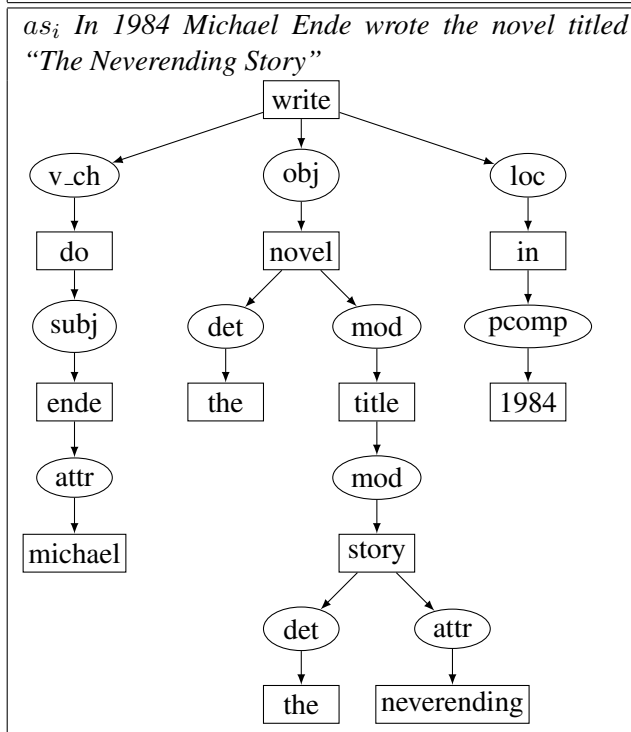 as_i In 1984 Michael Ende wrote the novel titled
“The Neverending Story”
write
v_ch obj loc
do novel in
subj det mod pcomp
ende the title 1984
attr mod
michael story
det attr
the neverending